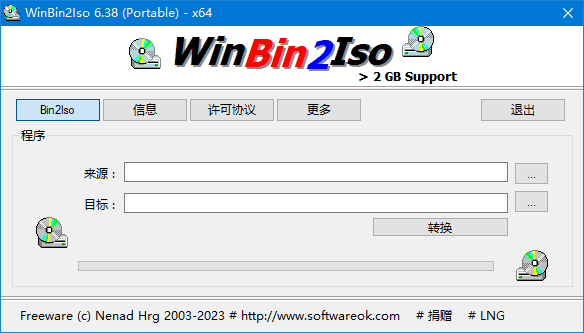 WinBin2Iso 6.38 (Portable) - x64
WinBin2Iso
> 2 GB Support
Bin2Iso 信息 许可协议 更多 退出
程序
来源： ...
目标： ...
转换
Freeware (c) Nenad Hrg 2003-2023 # http://www.softwareok.com # 捐赠 # LNG